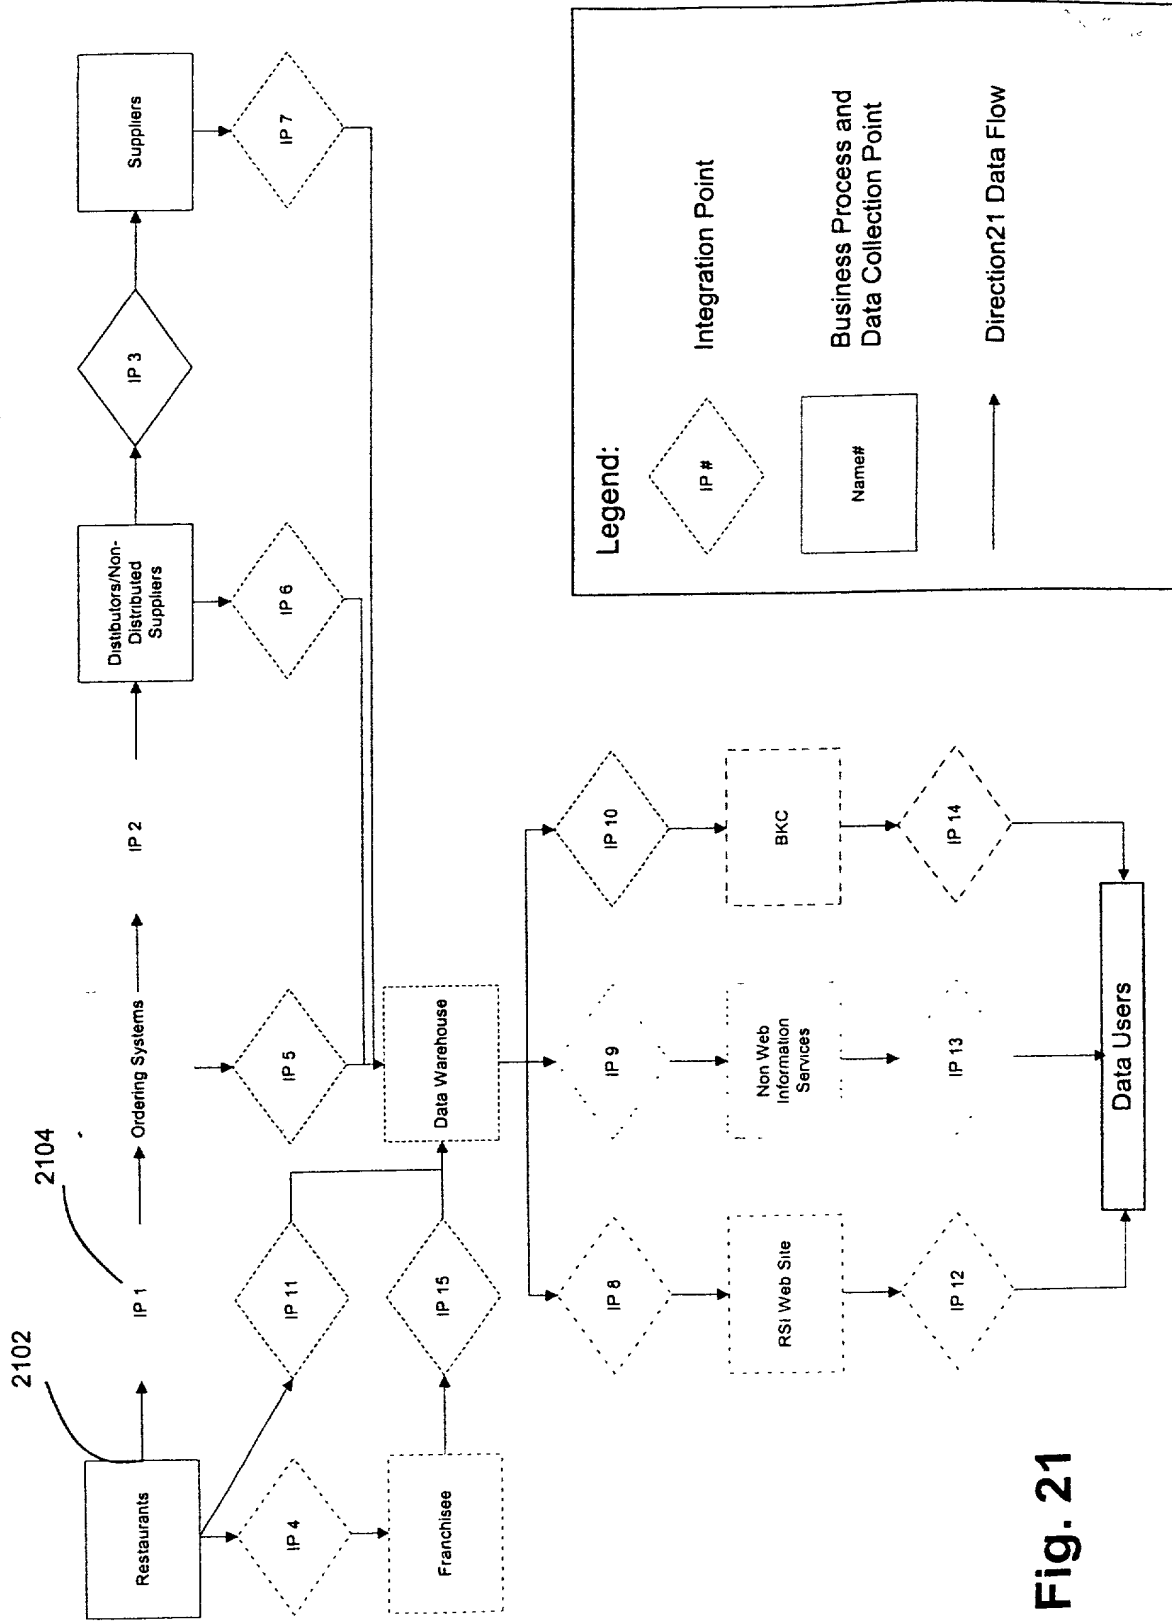 2102
2104
Restaurants
IP 1
Ordering Systems
IP 2
Distibutors/Non-
Distributed
Suppliers
IP 3
Suppliers
IP 4
IP 11
IP 5
IP 6
IP 7
Franchisee
IP 15
Data Warehouse
IP 8
IP 9
IP 10
RSI Web Site
Non Web
Information
Services
BKC
IP 12
IP 13
IP 14
Data Users
Legend:
IP #
Integration Point
Name#
Business Process and
Data Collection Point
Direction21 Data Flow
Fig. 21